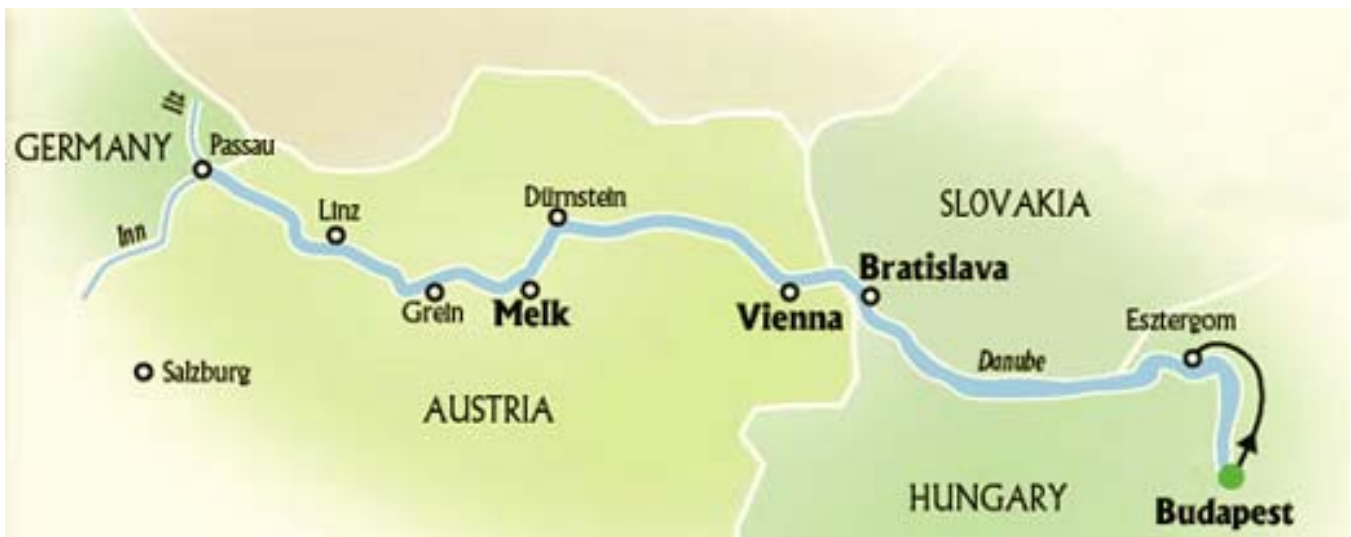 Ilz
GERMANY
Passau
Inn
Linz
Dürnstein
Grein
Melk
Salzburg
AUSTRIA
Vienna
SLOVAKIA
Bratislava
Esztergom
Danube
HUNGARY
Budapest